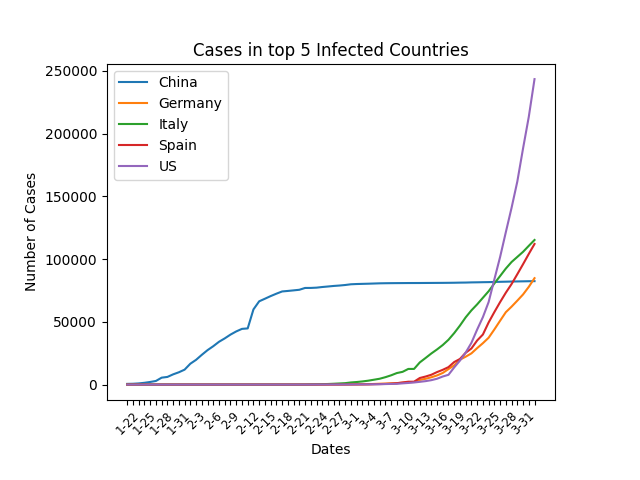 Cases in top 5 Infected Countries
China
Germany
Italy
Spain
US
250000
200000
150000
100000
50000
0
Number of Cases
1-22 1-25 1-28 1-31 2-3 2-6 2-9 2-12 2-15 2-18 2-21 2-24 2-27 3-1 3-4 3-7 3-10 3-13 3-16 3-19 3-22 3-25 3-28 3-31
Dates